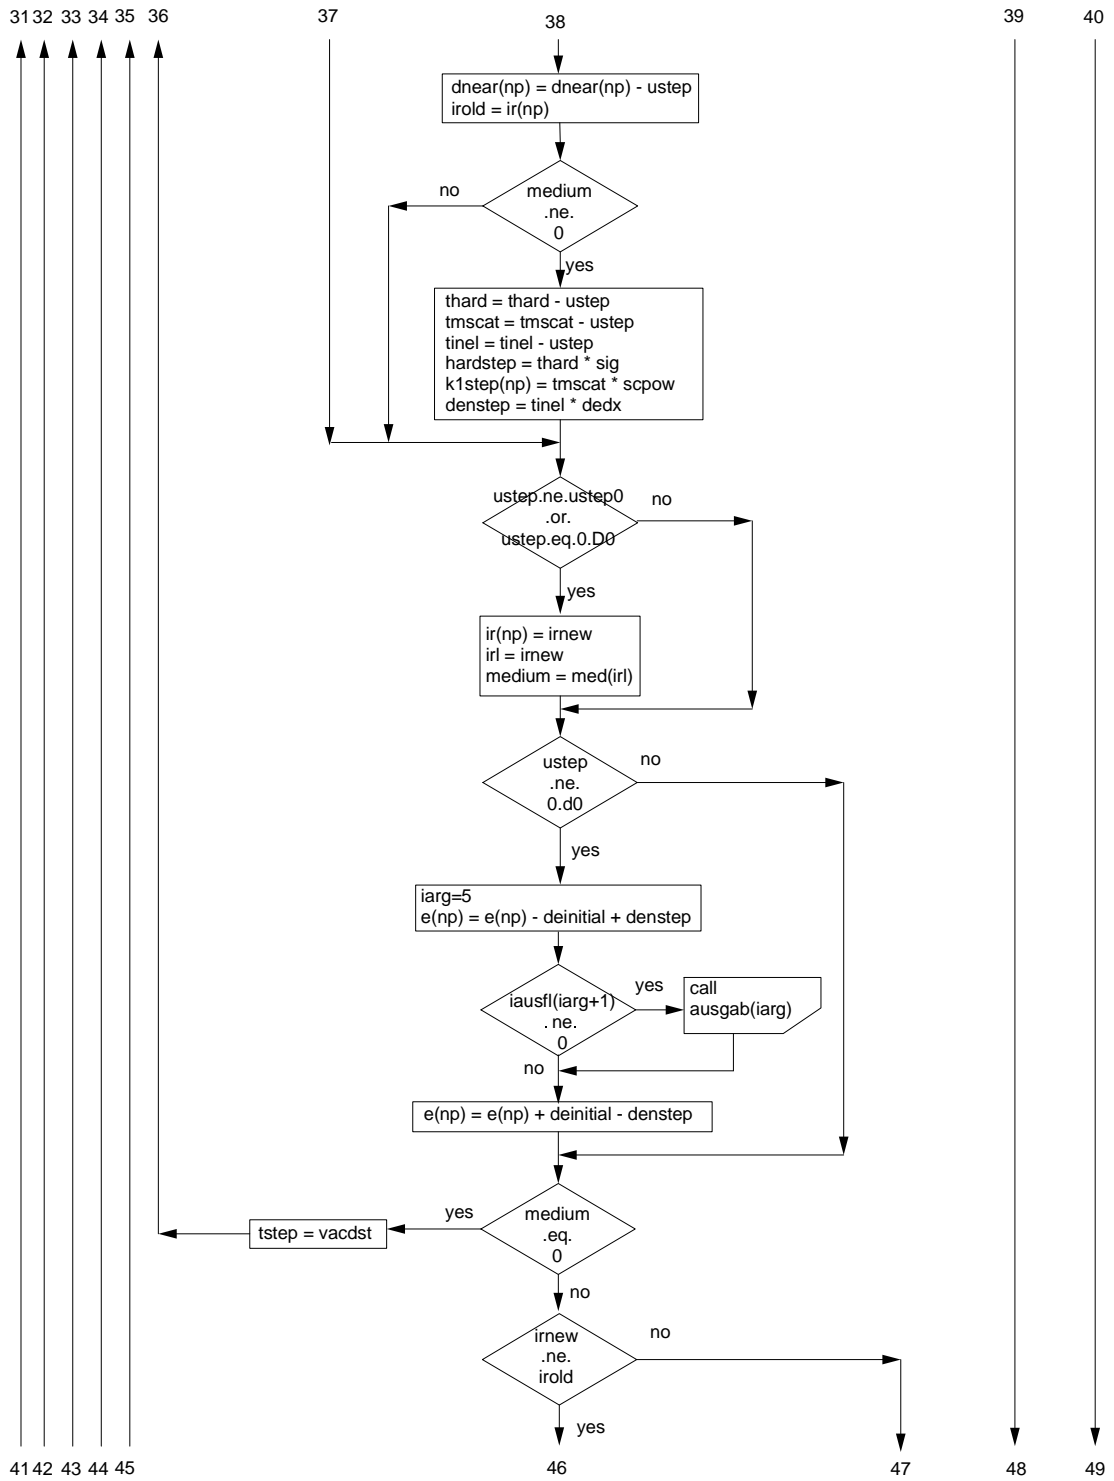 31 32 33 34 35 36 37 38 39 40
dnear(np) = dnear(np) - ustep
irold = ir(np)
no
medium
.ne.
0
yes
thard = thard - ustep
tmscat = tmscat - ustep
tinel = tinel - ustep
hardstep = thard * sig
k1step(np) = tmscat * scpow
denstep = tinel * dedx
ustep.ne.ustep0
.or.
ustep.eq.0.D0
no
yes
ir(np) = irnew
irl = irnew
medium = med(irl)
ustep
.ne.
0.d0
no
yes
iarg=5
e(np) = e(np) - deinitial + denstep
iausfl(iarg+1)
. ne.
0
yes
call
ausgab(iarg)
no
e(np) = e(np) + deinitial - denstep
medium
.eq.
0
yes
tstep = vacdst
no
irnew
.ne.
irold
no
yes
41 42 43 44 45 46 47 48 49